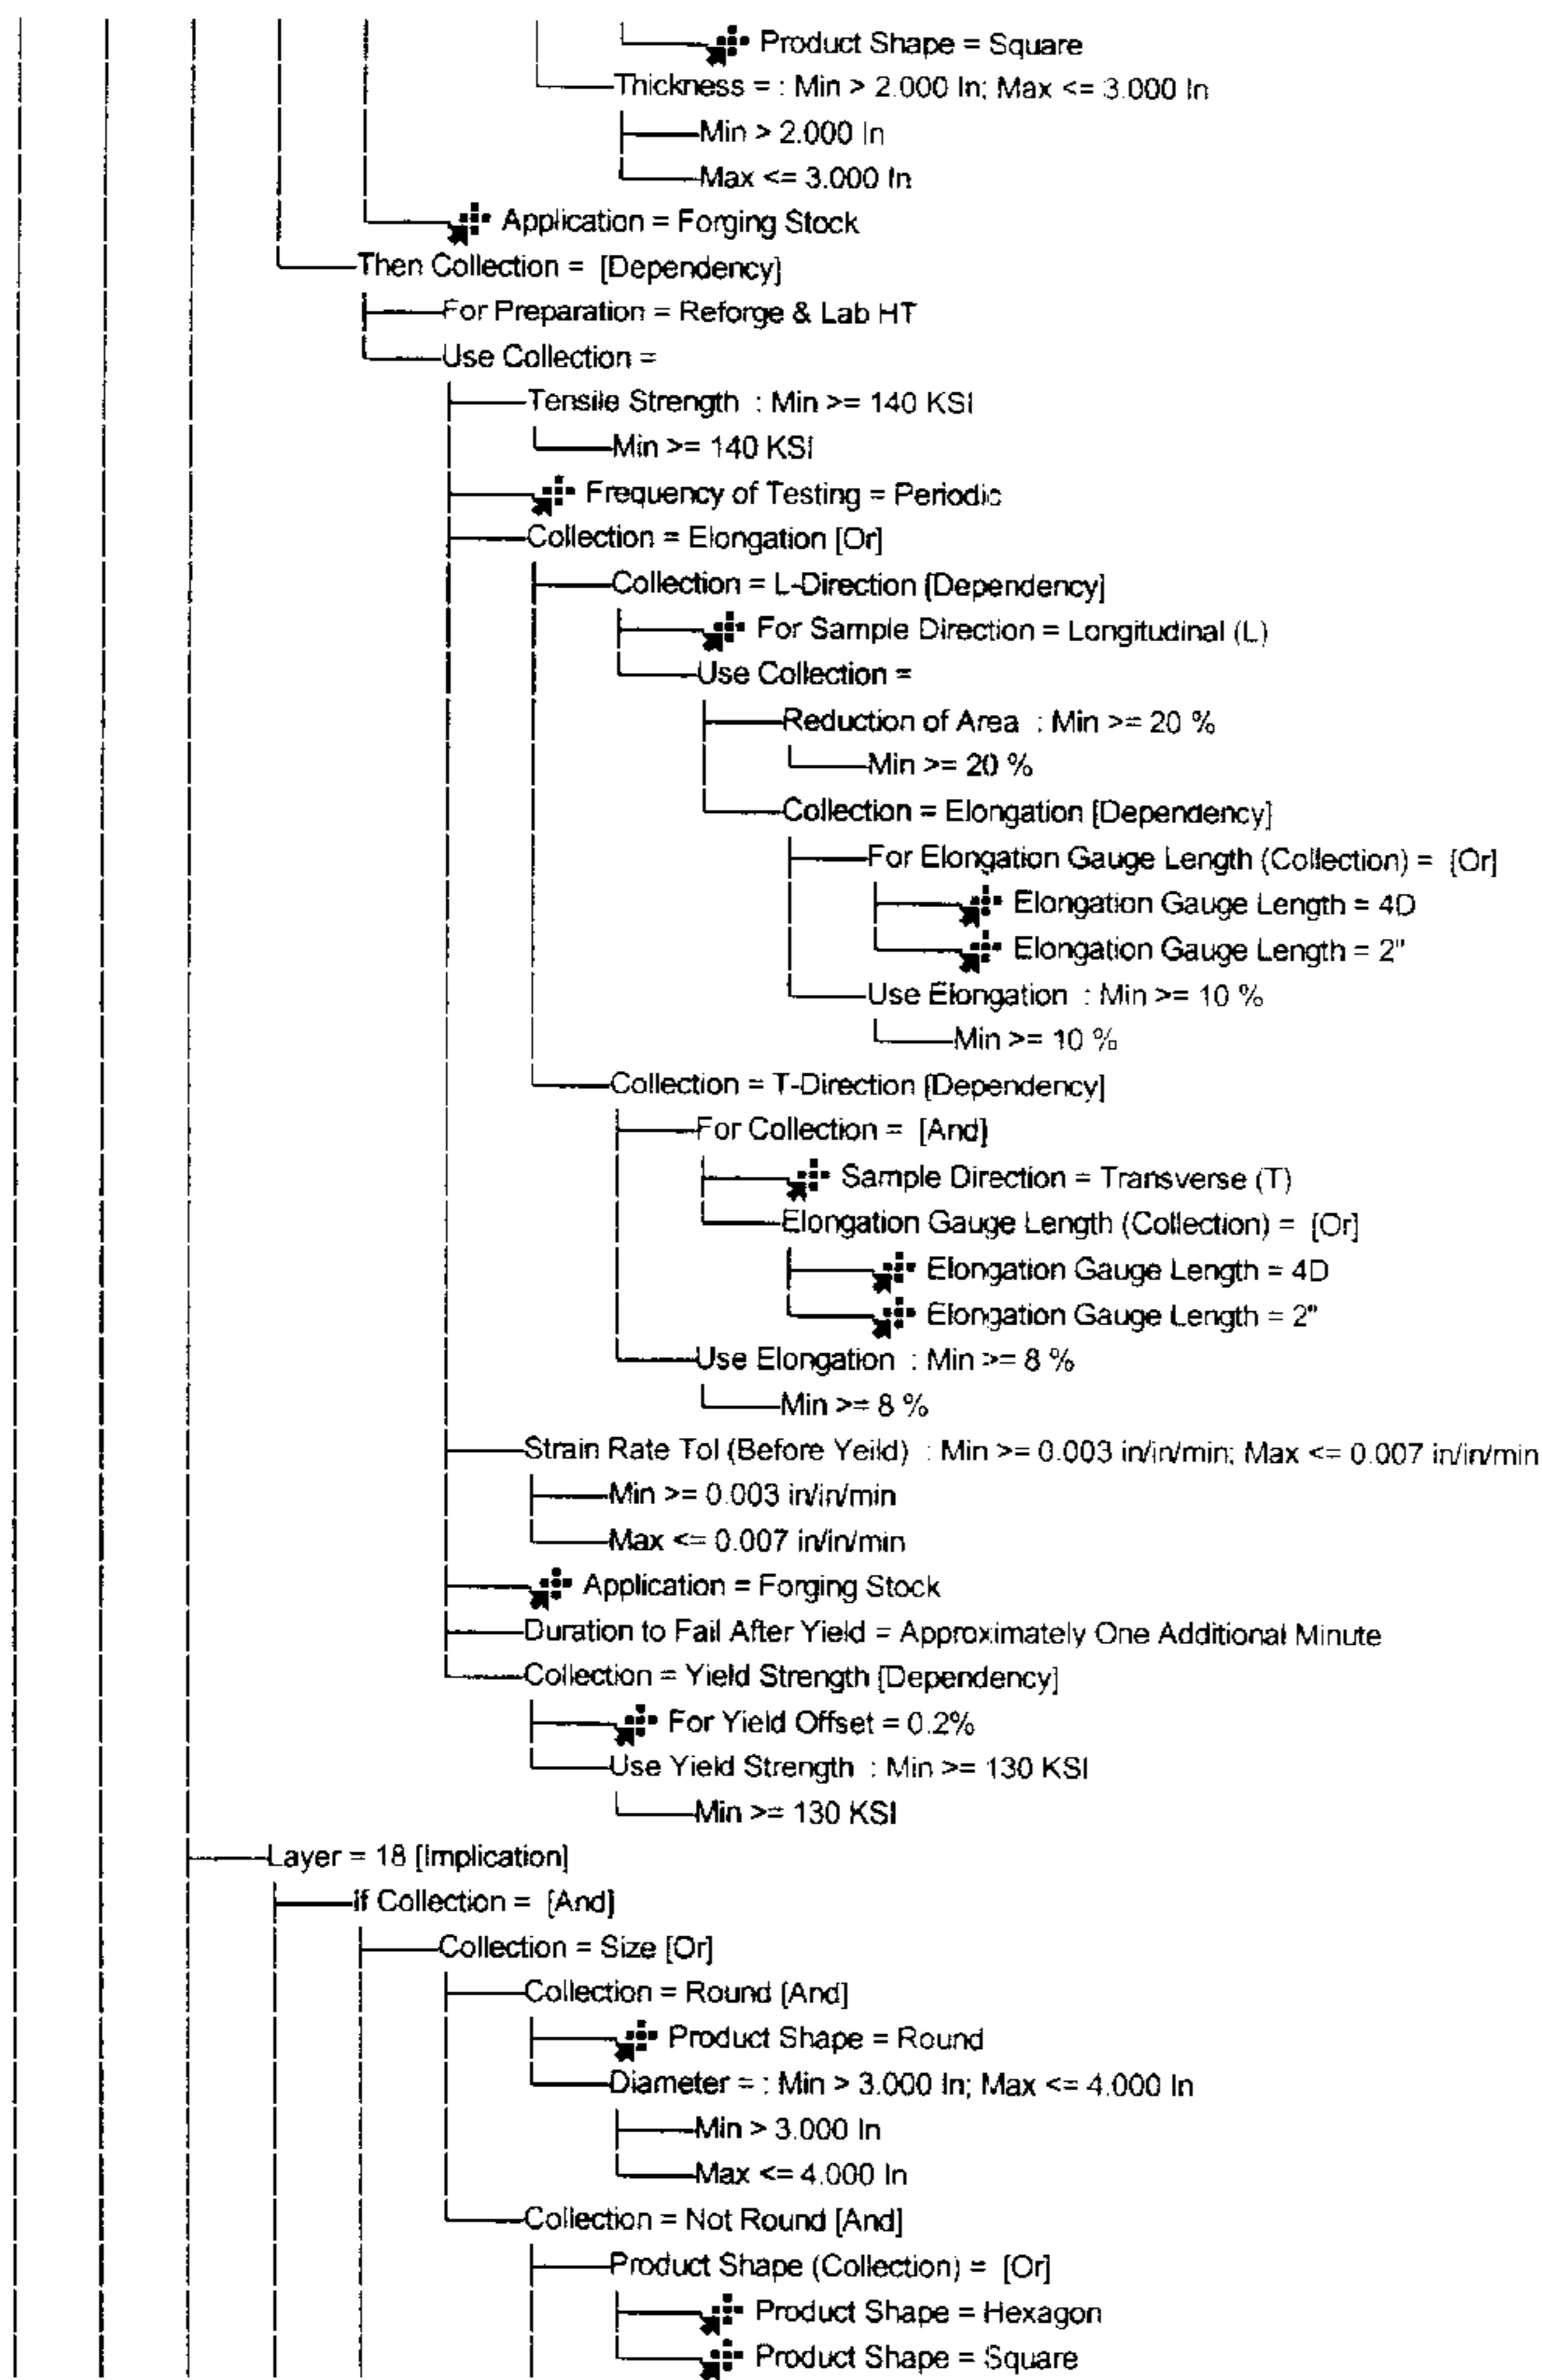 Product Shape = Square
Thickness = : Min > 2.000 In; Max <= 3.000 In
Min > 2.000 In
Max <= 3.000 In
Application = Forging Stock
Then Collection = [Dependency]
For Preparation = Reforge & Lab HT
Use Collection =
Tensile Strength : Min >= 140 KSI
Min >= 140 KSI
Frequency of Testing = Periodic
Collection = Elongation [Or]
Collection = L-Direction [Dependency]
For Sample Direction = Longitudinal (L)
Use Collection =
Reduction of Area : Min >= 20 %
Min >= 20 %
Collection = Elongation [Dependency]
For Elongation Gauge Length (Collection) = [Or]
Elongation Gauge Length = 4D
Elongation Gauge Length = 2"
Use Elongation : Min >= 10 %
Min >= 10 %
Collection = T-Direction [Dependency]
For Collection = [And]
Sample Direction = Transverse (T)
Elongation Gauge Length (Collection) = [Or]
Elongation Gauge Length = 4D
Elongation Gauge Length = 2"
Use Elongation : Min >= 8 %
Min >= 8 %
Strain Rate Tol (Before Yeild) : Min >= 0.003 in/in/min; Max <= 0.007 in/in/min
Min >= 0.003 in/in/min
Max <= 0.007 in/in/min
Application = Forging Stock
Duration to Fail After Yield = Approximately One Additional Minute
Collection = Yield Strength [Dependency]
For Yield Offset = 0.2%
Use Yield Strength : Min >= 130 KSI
Min >= 130 KSI
Layer = 18 [Implication]
If Collection = [And]
Collection = Size [Or]
Collection = Round [And]
Product Shape = Round
Diameter = : Min > 3.000 In; Max <= 4.000 In
Min > 3.000 In
Max <= 4.000 In
Collection = Not Round [And]
Product Shape (Collection) = [Or]
Product Shape = Hexagon
Product Shape = Square